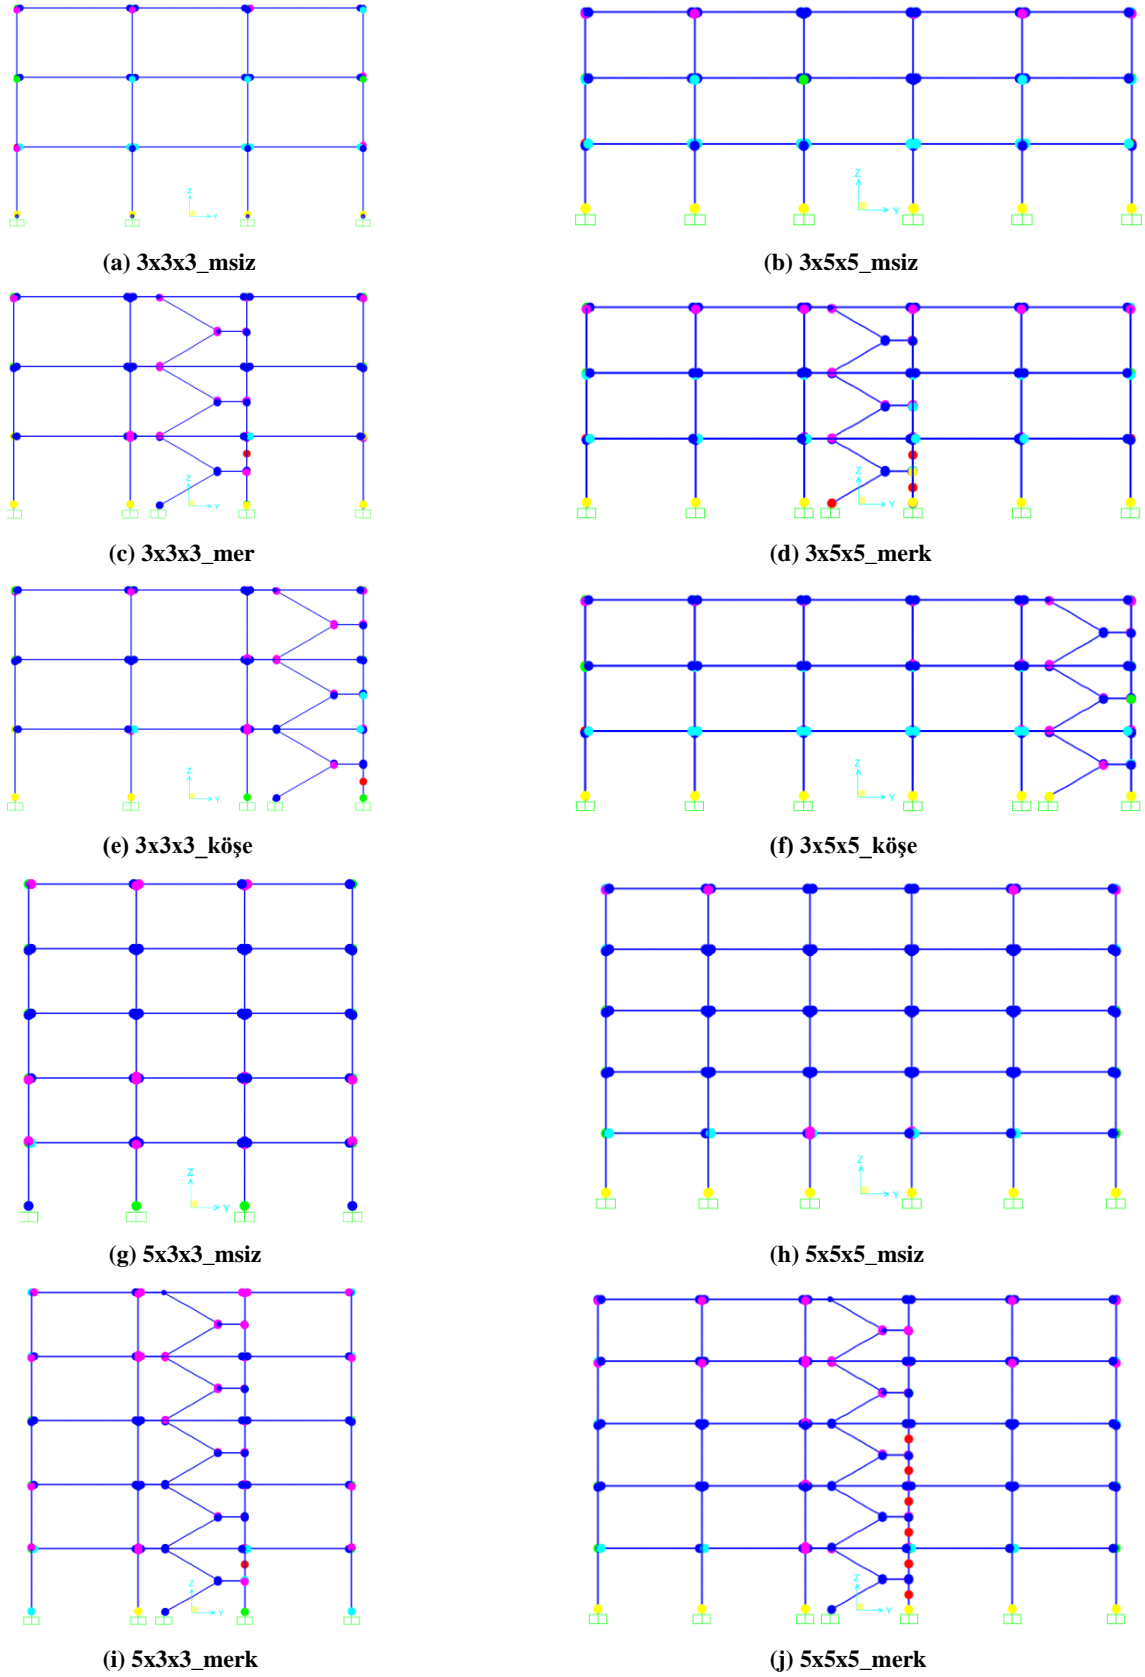 Z
Y
Z
Y
(a) 3x3x3_msiz
(b) 3x5x5_msiz
Z
Y
Z
Y
(c) 3x3x3_mer
(d) 3x5x5_merk
Z
Y
Z
Y
(e) 3x3x3_köşe
(f) 3x5x5_köşe
Z
Y
Z
Y
(g) 5x3x3_msiz
(h) 5x5x5_msiz
Z
Y
Z
Y
(i) 5x3x3_merk
(j) 5x5x5_merk